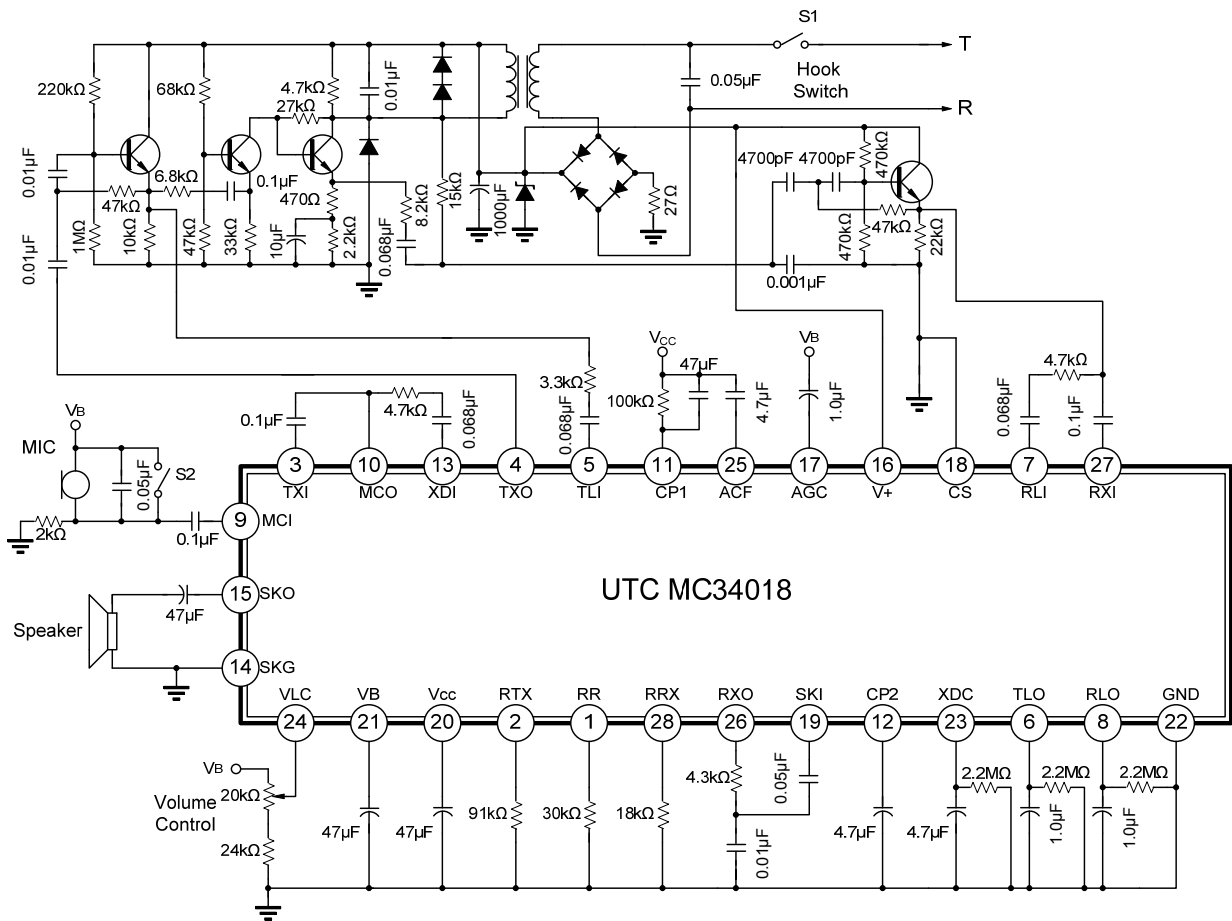 S1
T
Hook
Switch
0.05µF
R
220kΩ
68kΩ
4.7kΩ
27kΩ
0.01µF
0.01µF
6.8kΩ
0.1µF
47kΩ
470Ω
8.2kΩ
15kΩ
1000µF
27Ω
4700pF
4700pF
470kΩ
0.01µF
1MΩ
10kΩ
47kΩ
33kΩ
10µF
2.2kΩ
0.068µF
470kΩ
47kΩ
22kΩ
0.001µF
VCC
47µF
VB
3.3kΩ
100kΩ
4.7µF
1.0µF
4.7kΩ
0.1µF
4.7kΩ
0.068µF
0.068µF
0.068µF
0.1µF
VB
MIC
0.05µF
S2
2kΩ
0.1µF
3
10
13
4
5
11
25
17
16
18
7
27
TXI
MCO
XDI
TXO
TLI
CP1
ACF
AGC
V+
CS
RLI
RXI
9
MCI
UTC MC34018
15
SKO
47µF
Speaker
14
SKG
VLC
VB
Vcc
RTX
RR
RRX
RXO
SKI
CP2
XDC
TLO
RLO
GND
24
21
20
2
1
28
26
19
12
23
6
8
22
VB
20kΩ
Volume
Control
24kΩ
47µF
47µF
91kΩ
30kΩ
18kΩ
4.3kΩ
0.05µF
0.01µF
4.7µF
4.7µF
2.2MΩ
1.0µF
2.2MΩ
1.0µF
2.2MΩ